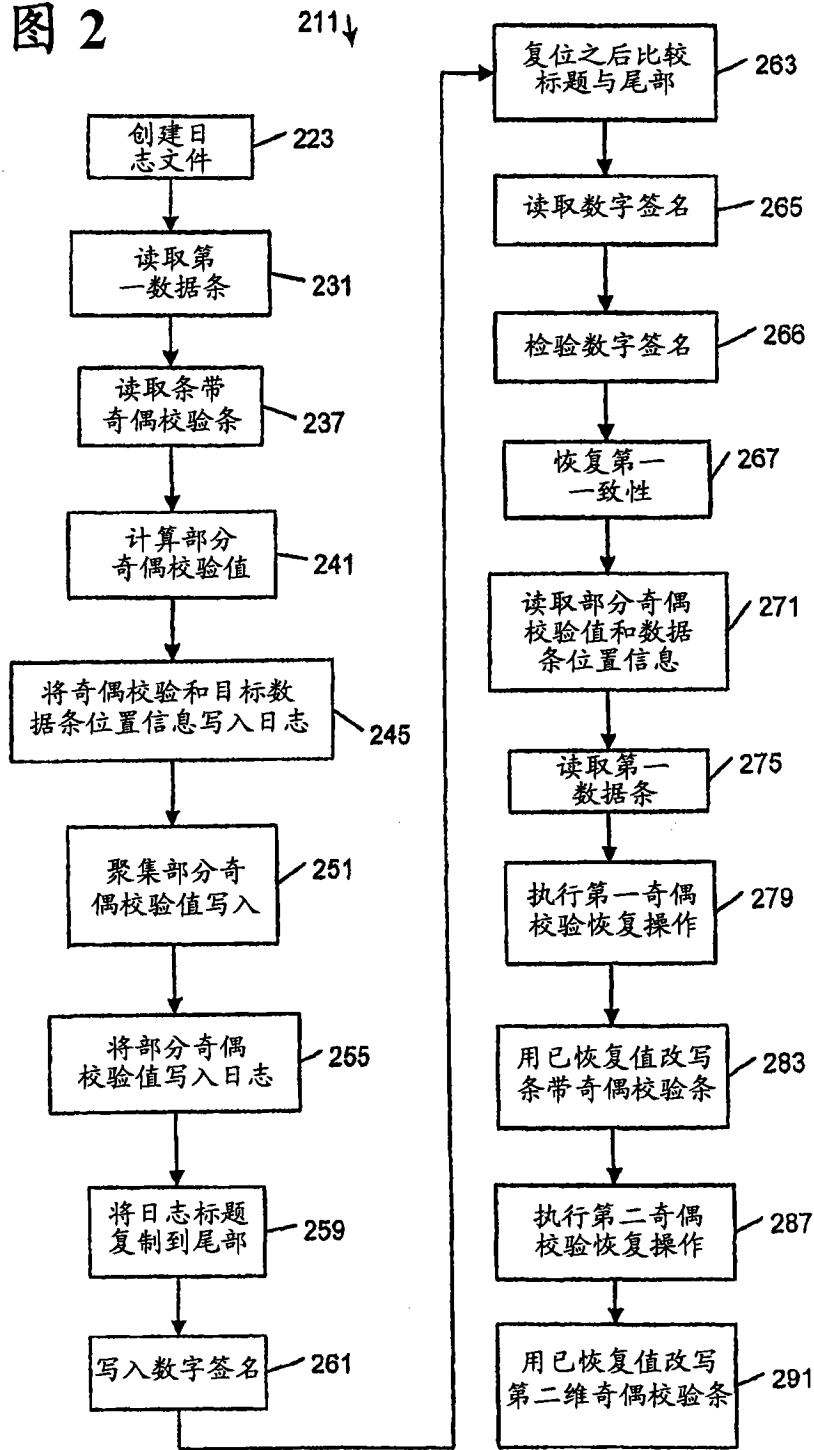 图 2
211
创建日
志文件
223
读取第
一数据条
231
读取条带
奇偶校验条
237
计算部分
奇偶校验值
241
将奇偶校验和目标数
据条位置信息写入日志
245
聚集部分奇
偶校验值写入
251
将部分奇偶
校验值写入日志
255
将日志标题
复制到尾部
259
写入数字签名
261
复位之后比较
标题与尾部
263
读取数字签名
265
检验数字签名
266
恢复第一
一致性
267
读取部分奇偶
校验值和数据
条位置信息
271
读取第一
数据条
275
执行第一奇偶
校验恢复操作
279
用已恢复值改写
条带奇偶校验条
283
执行第二奇偶
校验恢复操作
287
用已恢复值改写
第二维奇偶校验条
291